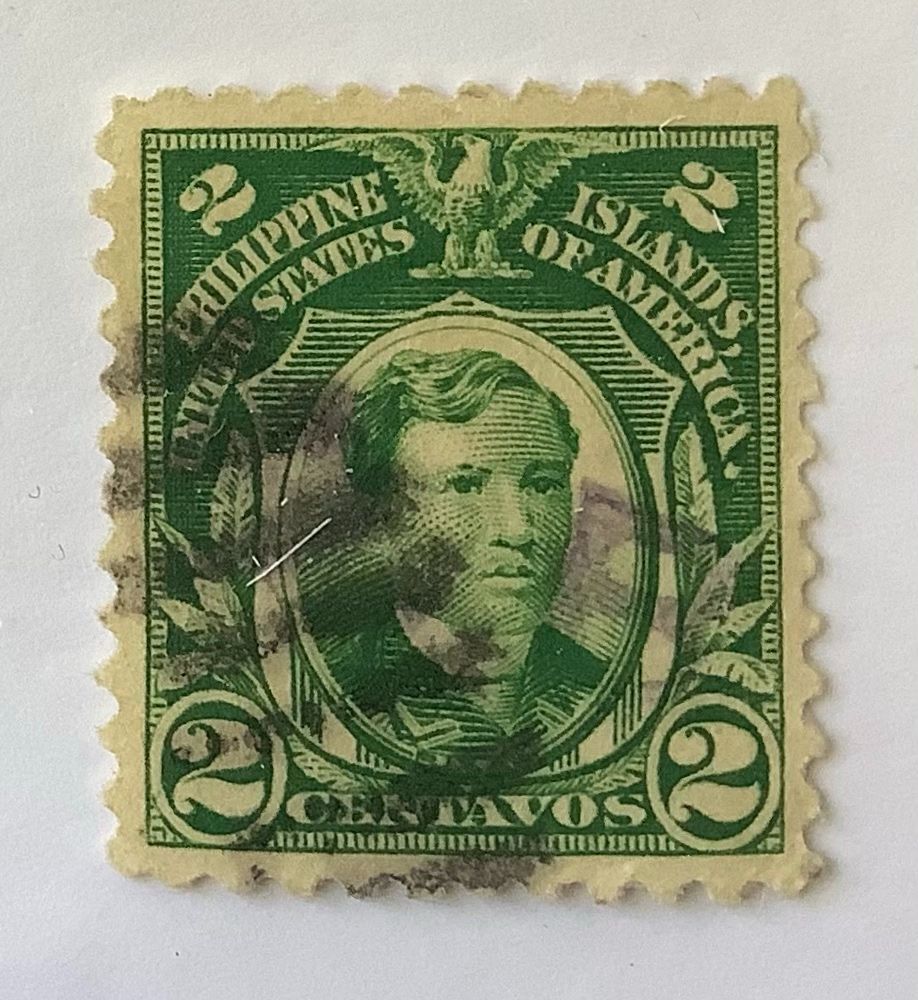 2 2
PHILIPPINE ISLANDS,
UNITED STATES OF AMERICA.
2 CENTAVOS 2